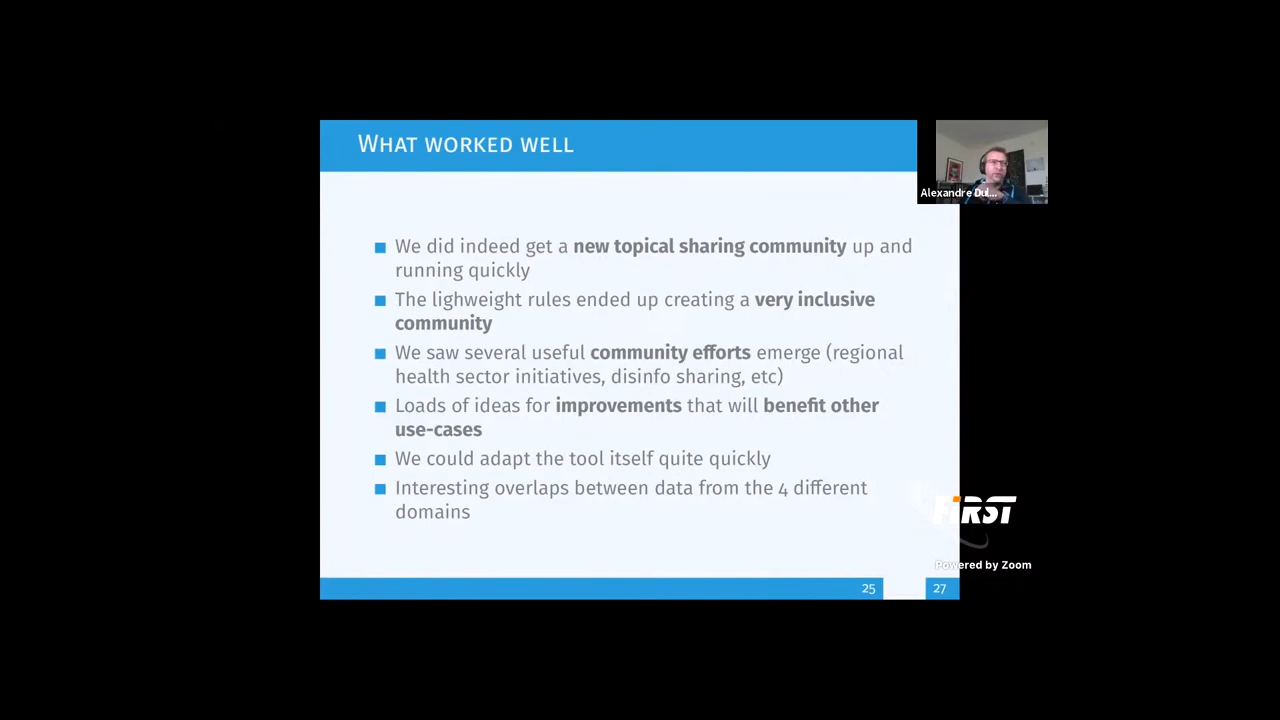 WHAT WORKED WELL
Alexandre Dul...
We did indeed get a new topical sharing community up and
running quickly
The lighweight rules ended up creating a very inclusive
community
We saw several useful community efforts emerge (regional
health sector initiatives, disinfo sharing, etc)
Loads of ideas for improvements that will benefit other
use-cases
We could adapt the tool itself quite quickly
Interesting overlaps between data from the 4 different
domains
FiRST
Powered by Zoom
25 27